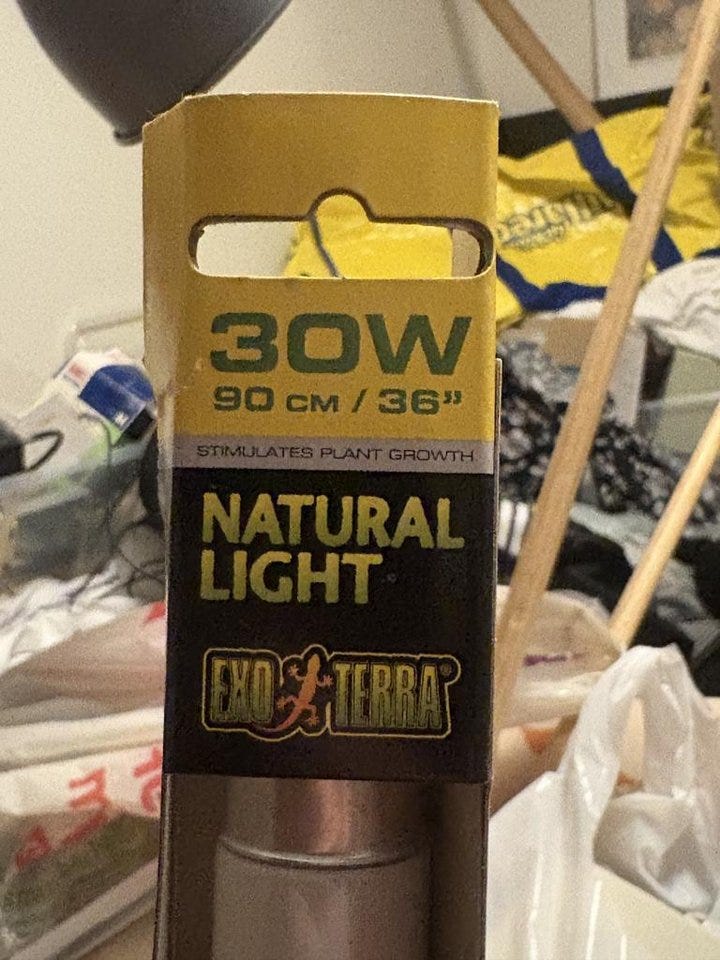 30W
90 CM / 36”
STIMULATES PLANT GROWTH
NATURAL
LIGHT
EXO TERRA®